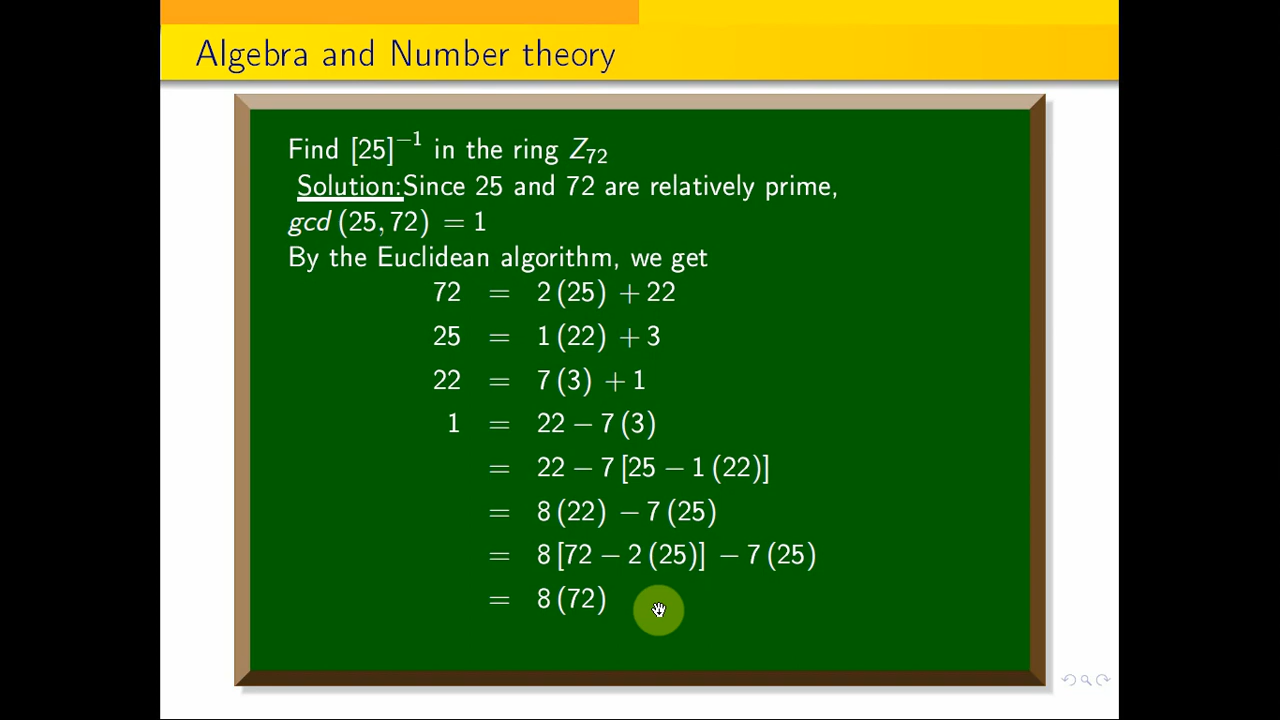 Algebra and Number theory
Find [25]⁻¹ in the ring Z₇₂
Solution:Since 25 and 72 are relatively prime,
gcd (25, 72) = 1
By the Euclidean algorithm, we get
72 = 2 (25) + 22
25 = 1 (22) + 3
22 = 7 (3) + 1
1 = 22 − 7 (3)
= 22 − 7 [25 − 1 (22)]
= 8 (22) − 7 (25)
= 8 [72 − 2 (25)] − 7 (25)
= 8 (72)